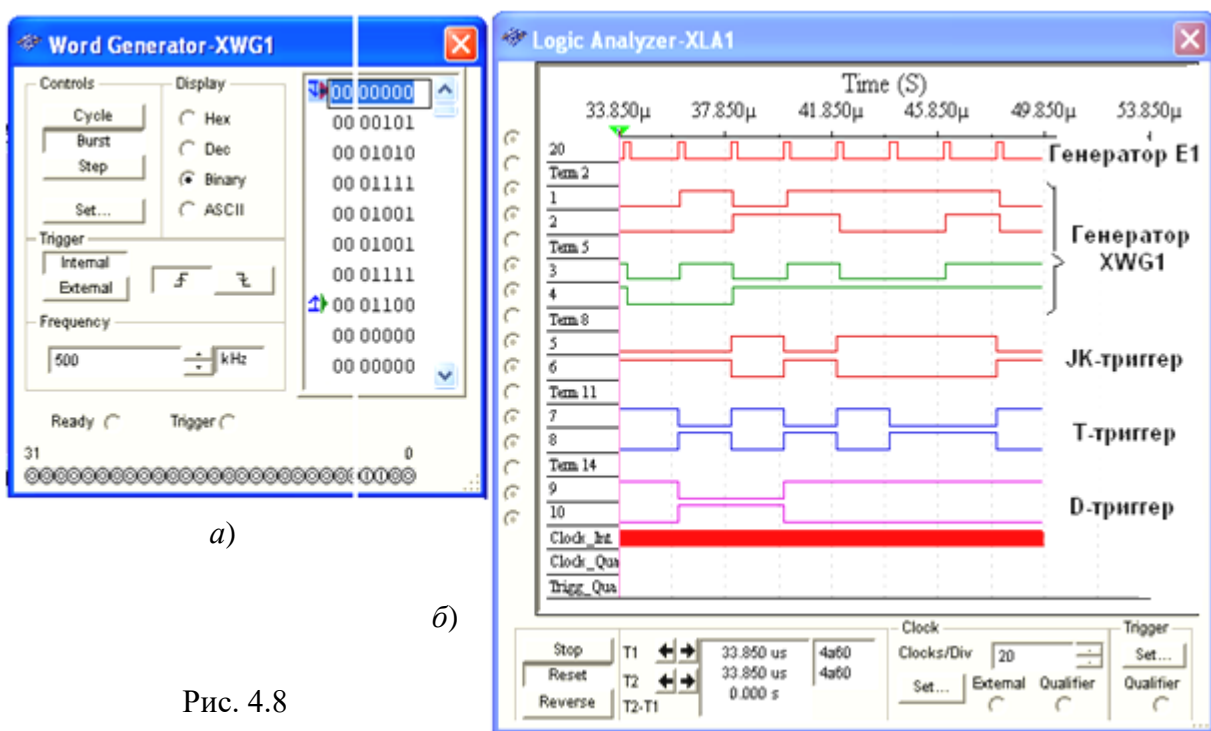 Word Generator-XWG1
Controls
Cycle
Burst
Step
Set...
Display
Hex
Dec
Binary
ASCII
Trigger
Internal
External
Frequency
500
kHz
Ready
Trigger
31
0
00 00000
00 00101
00 01010
00 01111
00 01001
00 01001
00 01111
00 01100
00 00000
00 00000
а)
Рис. 4.8
Logic Analyzer-XLA1
Time (S)
33.850μ 37.850μ 41.850μ 45.850μ 49.850μ 53.850μ
20
Term 2
1
2
Term 5
3
4
Term 8
5
6
Term 11
7
8
Term 14
9
10
Clock_Int
Clock_Qua
Trigg_Qua
Генератор E1
Генератор
XWG1
JK-триггер
T-триггер
D-триггер
б)
Stop
Reset
Reverse
T1 33.850 us 4a60
T2 33.850 us 4a60
T2-T1 0.000 s
Clock
Clocks/Div 20
Set... External Qualifier
Trigger
Set...
Qualifier